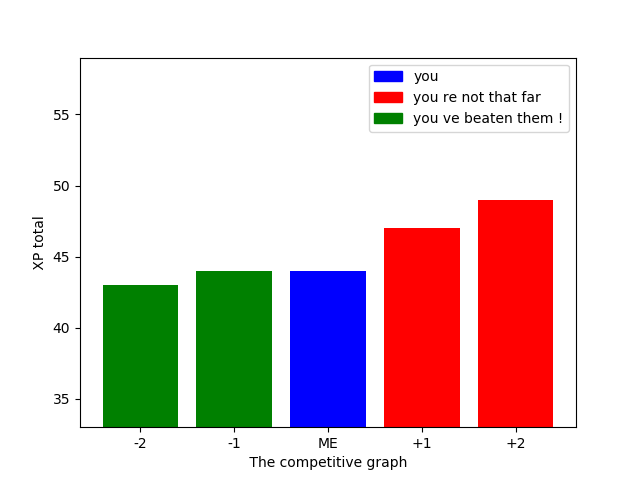 you
you re not that far
you ve beaten them !
55
50
45
40
35
XP total
-2 -1 ME +1 +2
The competitive graph